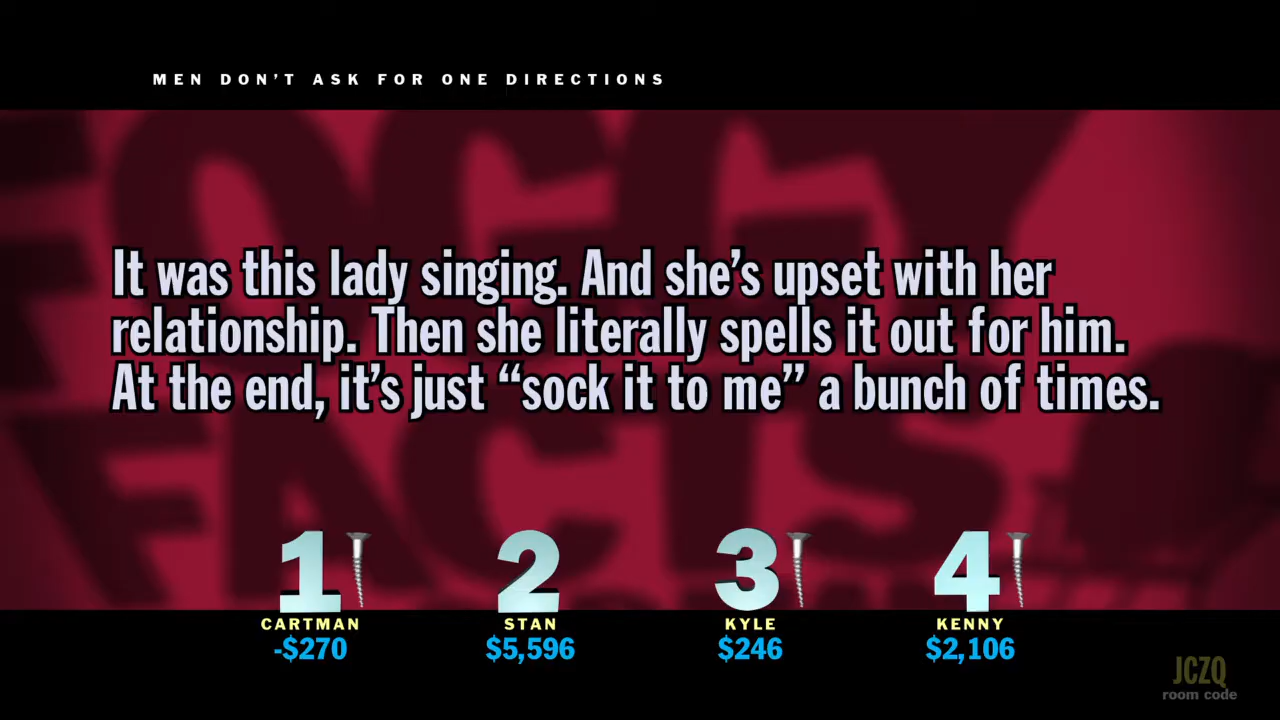 MEN DON'T ASK FOR ONE DIRECTIONS
FOGGY
FACTS
It was this lady singing. And she's upset with her
relationship. Then she literally spells it out for him.
At the end, it's just “sock it to me” a bunch of times.
1 2 3 4
CARTMAN STAN KYLE KENNY
-$270 $5,596 $246 $2,106
JCZQ
room code